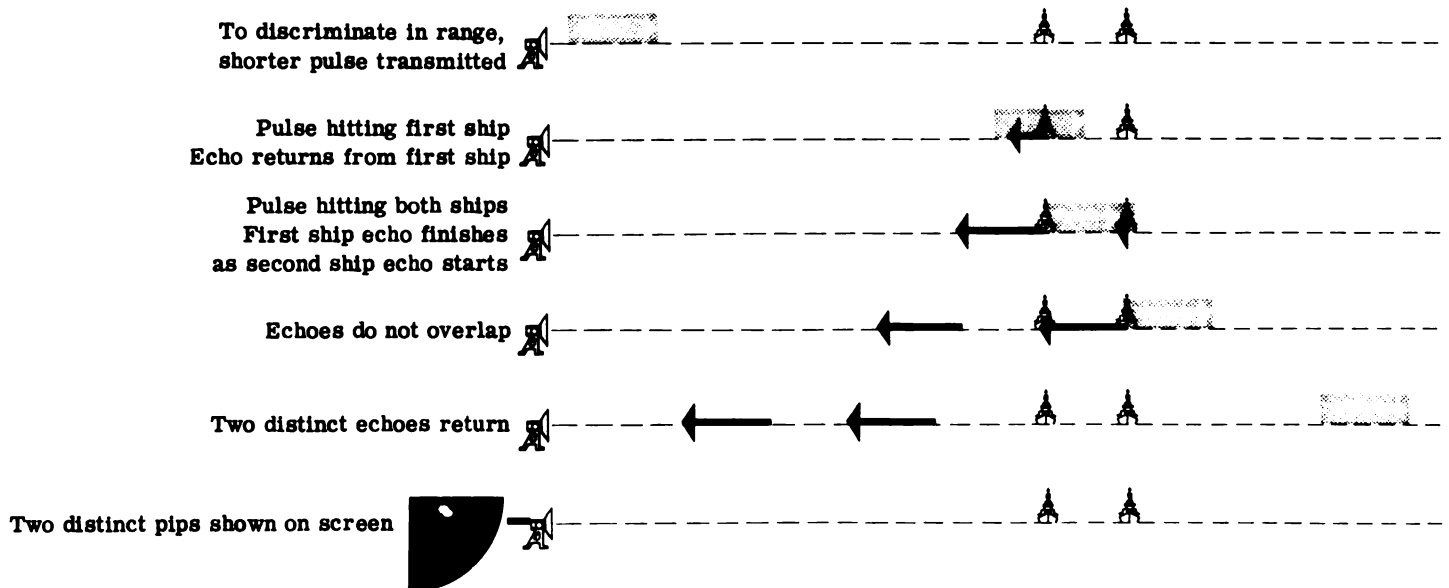 To discriminate in range,
shorter pulse transmitted
Pulse hitting first ship
Echo returns from first ship
Pulse hitting both ships
First ship echo finishes
as second ship echo starts
Echoes do not overlap
Two distinct echoes return
Two distinct pips shown on screen